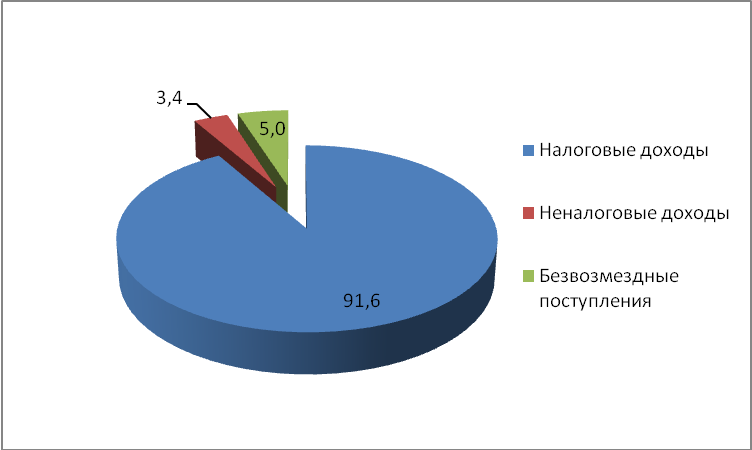 3,4
5,0
91,6
Налоговые доходы
Неналоговые доходы
Безвозмездные
поступления